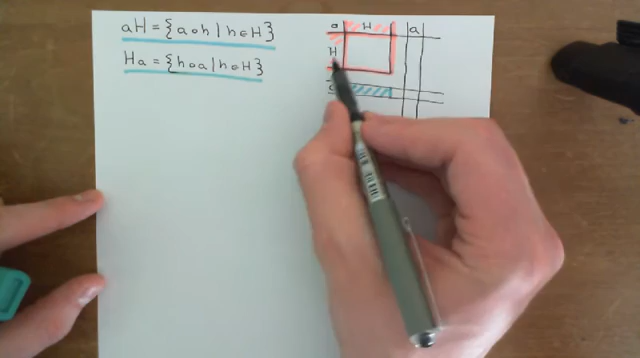 aH = {a∘h | h∈H}
Ha = {h∘a | h∈H}
∘ H a
H